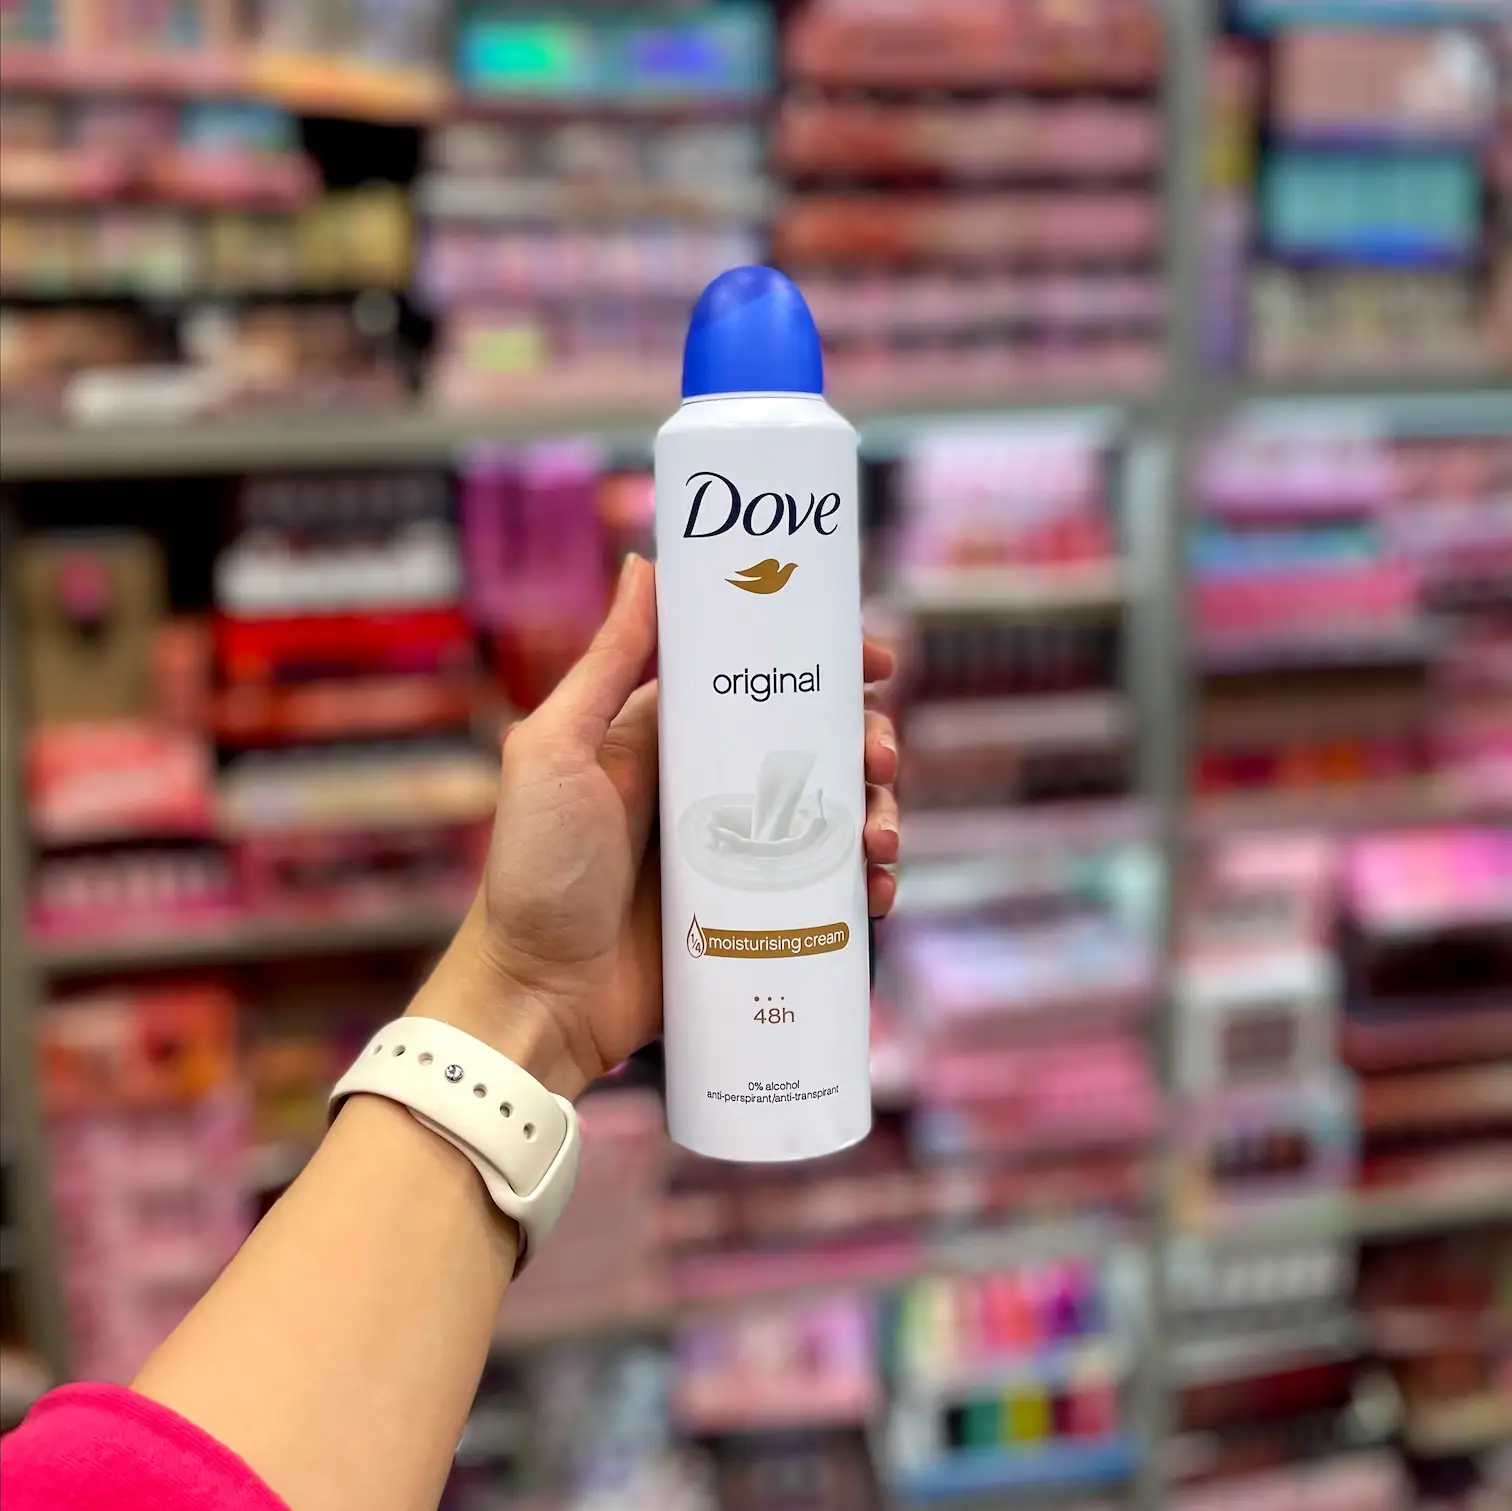 Dove
original
1/4 moisturising cream
48h
0% alcohol
anti-perspirant/anti-transpirant